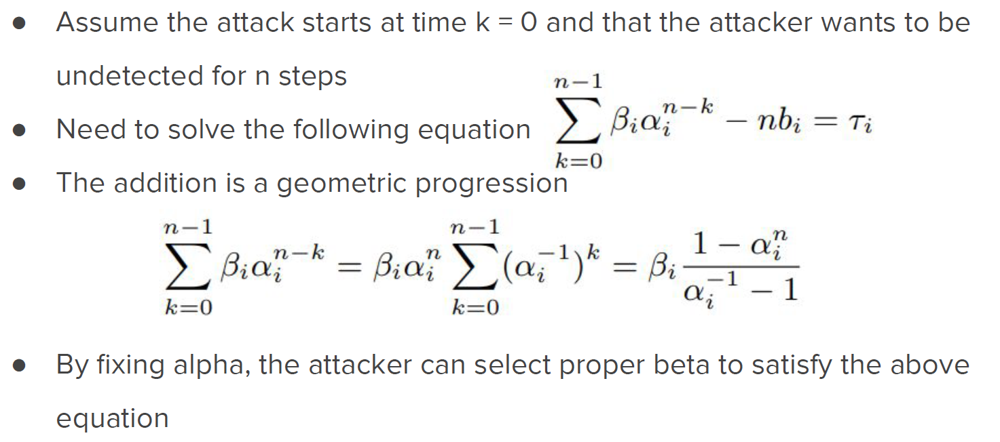 ● Assume the attack starts at time k = 0 and that the attacker wants to be
undetected for n steps
● Need to solve the following equation $\sum_{k=0}^{n-1} \beta_i \alpha_i^{n-k} - nb_i = \tau_i$
● The addition is a geometric progression
$\sum_{k=0}^{n-1} \beta_i \alpha_i^{n-k} = \beta_i \alpha_i^n \sum_{k=0}^{n-1} (\alpha_i^{-1})^k = \beta_i \frac{1 - \alpha_i^n}{\alpha_i^{-1} - 1}$
● By fixing alpha, the attacker can select proper beta to satisfy the above
equation